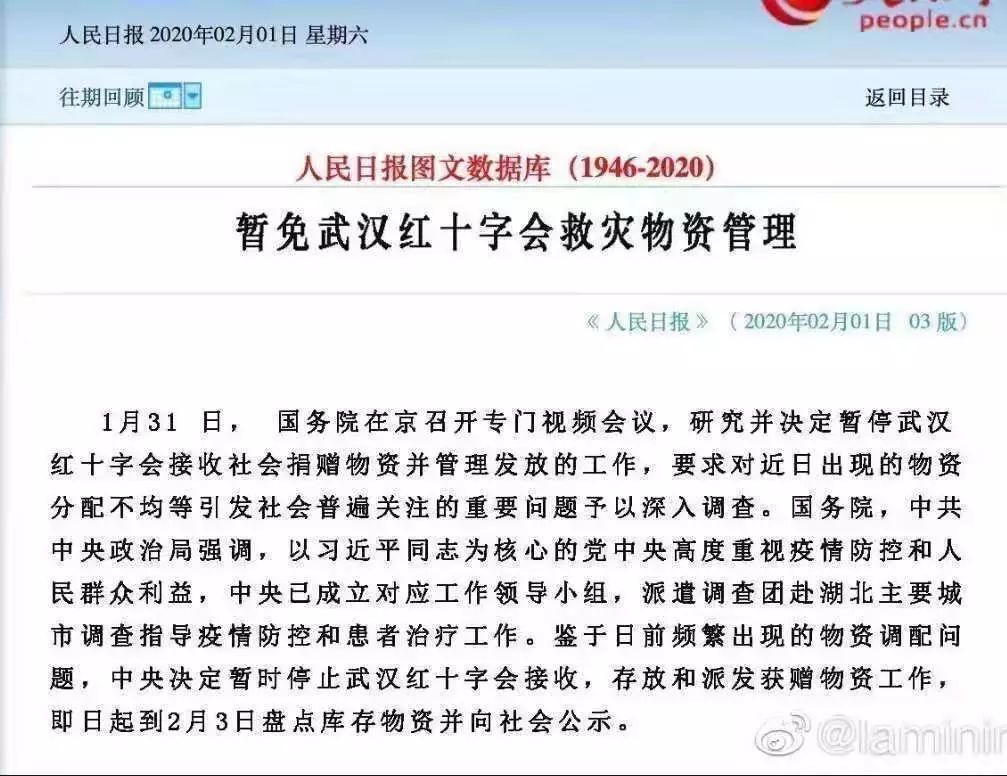 people.cn
人民日报 2020年02月01日 星期六
往期回顾
返回目录
人民日报图文数据库（1946-2020）
暂免武汉红十字会救灾物资管理
《 人民日报 》 （ 2020年02月01日 03 版）
1月31 日， 国务院在京召开专门视频会议，研究并决定暂停武汉
红十字会接收社会捐赠物资并管理发放的工作，要求对近日出现的物资
分配不均等引发社会普遍关注的重要问题予以深入调查。国务院，中共
中央政治局强调，以习近平同志为核心的党中央高度重视疫情防控和人
民群众利益，中央已成立对应工作领导小组，派遣调查团赴湖北主要城
市调查指导疫情防控和患者治疗工作。鉴于日前频繁出现的物资调配问
题，中央决定暂时停止武汉红十字会接收，存放和派发获赠物资工作，
即日起到2月3日盘点库存物资并向社会公示。